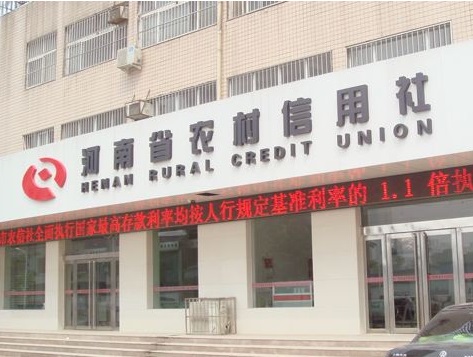 河南省农村信用社
HENAN RURAL CREDIT UNION
农信社全面执行国家最高存款利率均按人行规定基准利率的 1.1 倍执